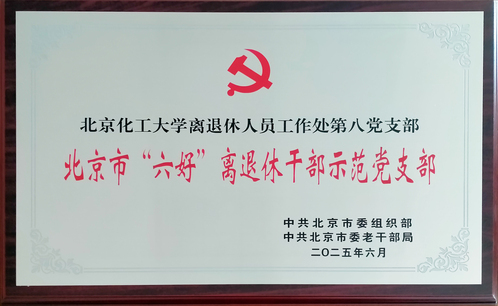 北京化工大学离退休人员工作处第八党支部
北京市“六好”离退休干部示范党支部
中共北京市委组织部
中共北京市委老干部局
二〇二五年六月